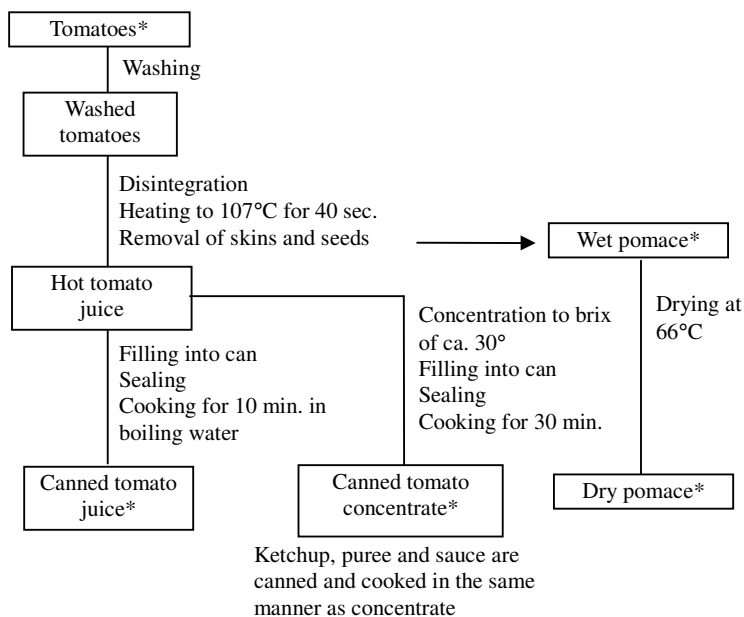 Tomatoes*
Washing
Washed
tomatoes
Disintegration
Heating to 107°C for 40 sec.
Removal of skins and seeds
Wet pomace*
Hot tomato
juice
Drying at
66°C
Concentration to brix
of ca. 30°
Filling into can
Sealing
Cooking for 30 min.
Filling into can
Sealing
Cooking for 10 min. in
boiling water
Canned tomato
juice*
Canned tomato
concentrate*
Dry pomace*
Ketchup, puree and sauce are
canned and cooked in the same
manner as concentrate